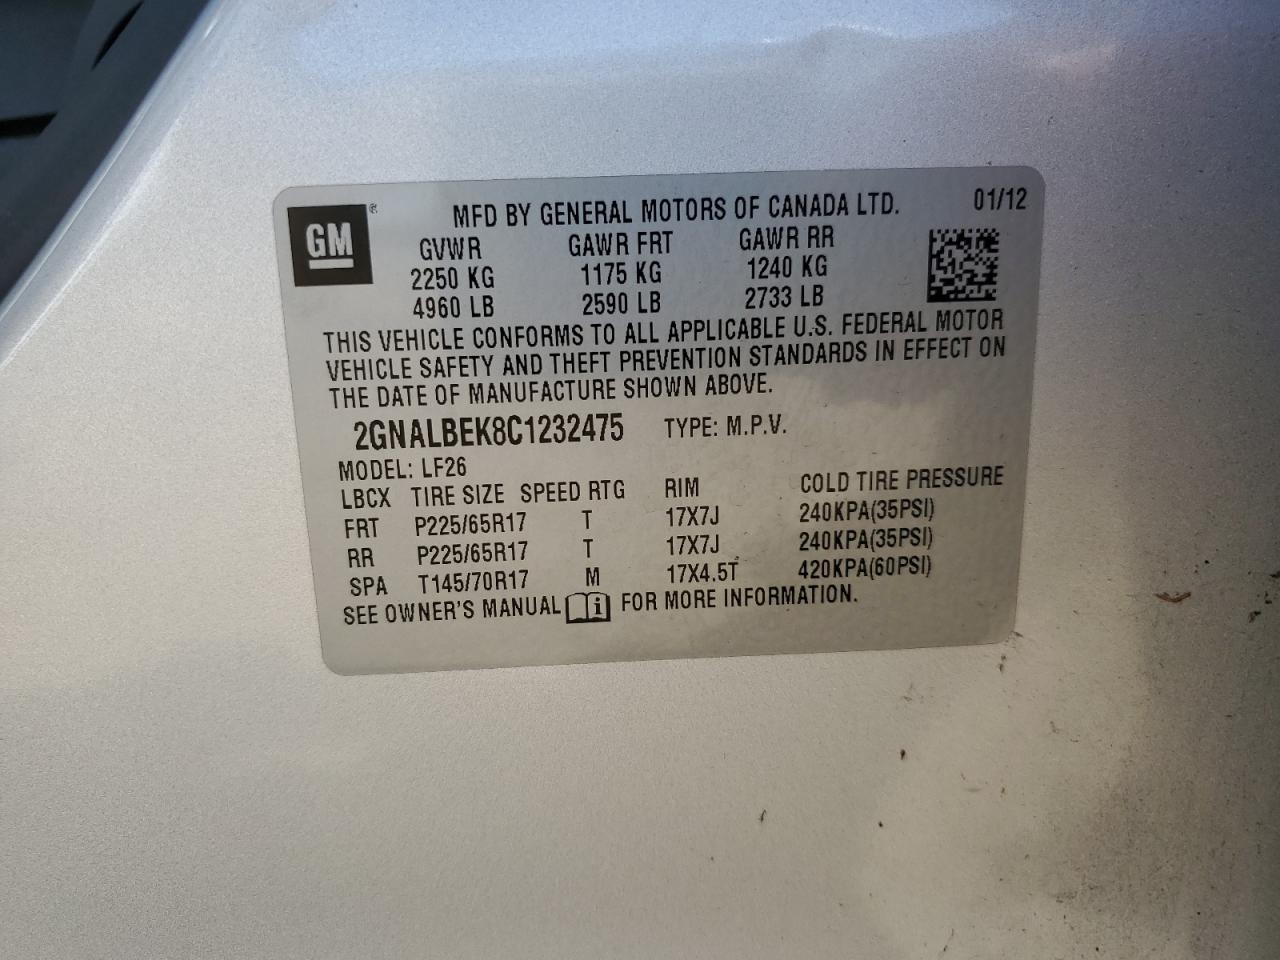 GM ® MFD BY GENERAL MOTORS OF CANADA LTD. 01/12
GVWR GAWR FRT GAWR RR
2250 KG 1175 KG 1240 KG
4960 LB 2590 LB 2733 LB
THIS VEHICLE CONFORMS TO ALL APPLICABLE U.S. FEDERAL MOTOR
VEHICLE SAFETY AND THEFT PREVENTION STANDARDS IN EFFECT ON
THE DATE OF MANUFACTURE SHOWN ABOVE.
2GNALBEK8C1232475 TYPE: M.P.V.
MODEL: LF26
LBCX TIRE SIZE SPEED RTG RIM COLD TIRE PRESSURE
FRT P225/65R17 T 17X7J 240KPA(35PSI)
RR P225/65R17 T 17X7J 240KPA(35PSI)
SPA T145/70R17 M 17X4.5T 420KPA(60PSI)
SEE OWNER'S MANUAL i FOR MORE INFORMATION.